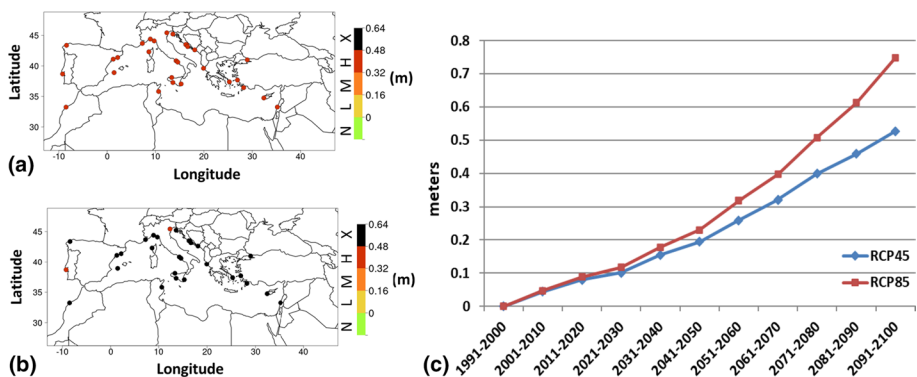 (a)
Latitude
45
40
35
30
-10 0 10 20 30 40
Longitude
N L M H X
0.64
0.48
0.32
0.16
0
(m)
(b)
Latitude
45
40
35
30
-10 0 10 20 30 40
Longitude
N L M H X
0.64
0.48
0.32
0.16
0
(m)
(c)
meters
0.8
0.7
0.6
0.5
0.4
0.3
0.2
0.1
0
RCP45
RCP85
1991-2000
2001-2010
2011-2020
2021-2030
2031-2040
2041-2050
2051-2060
2061-2070
2071-2080
2081-2090
2091-2100